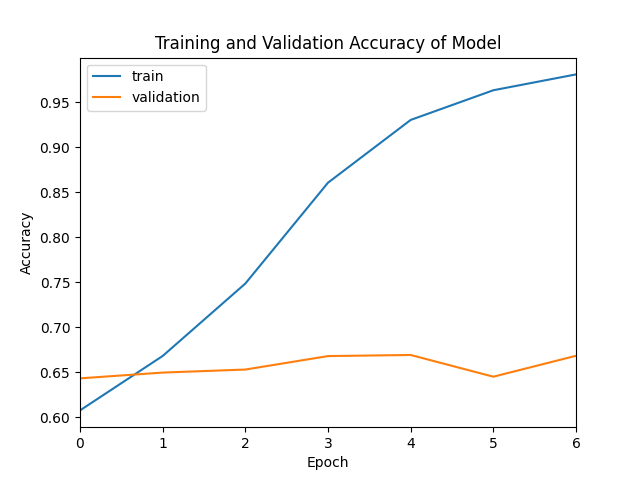 Training and Validation Accuracy of Model
train
validation
0.95
0.90
0.85
0.80
0.75
0.70
0.65
0.60
Accuracy
0 1 2 3 4 5 6
Epoch